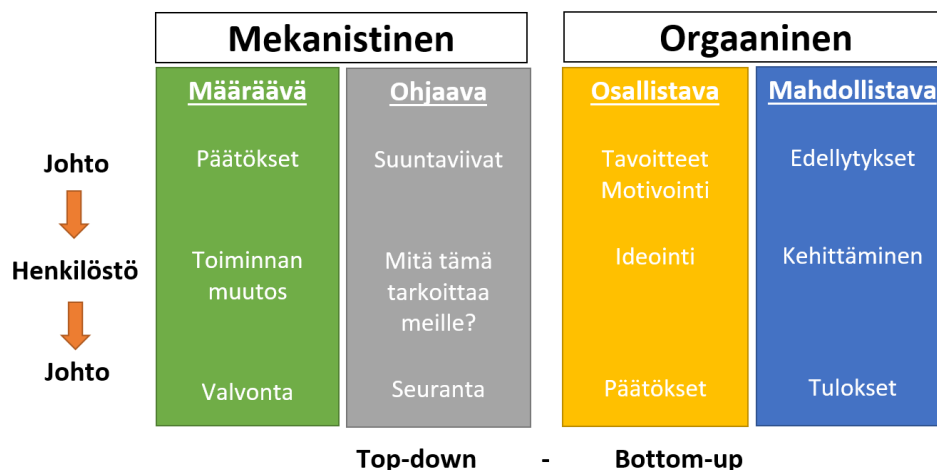 Mekanistinen
Orgaaninen
Määräävä
Ohjaava
Osallistava
Mahdollistava
Johto
Päätökset
Suuntaviivat
Tavoitteet
Motivointi
Edellytykset
Henkilöstö
Toiminnan
muutos
Mitä tämä
tarkoittaa
meille?
Ideointi
Kehittäminen
Johto
Valvonta
Seuranta
Päätökset
Tulokset
Top-down - Bottom-up